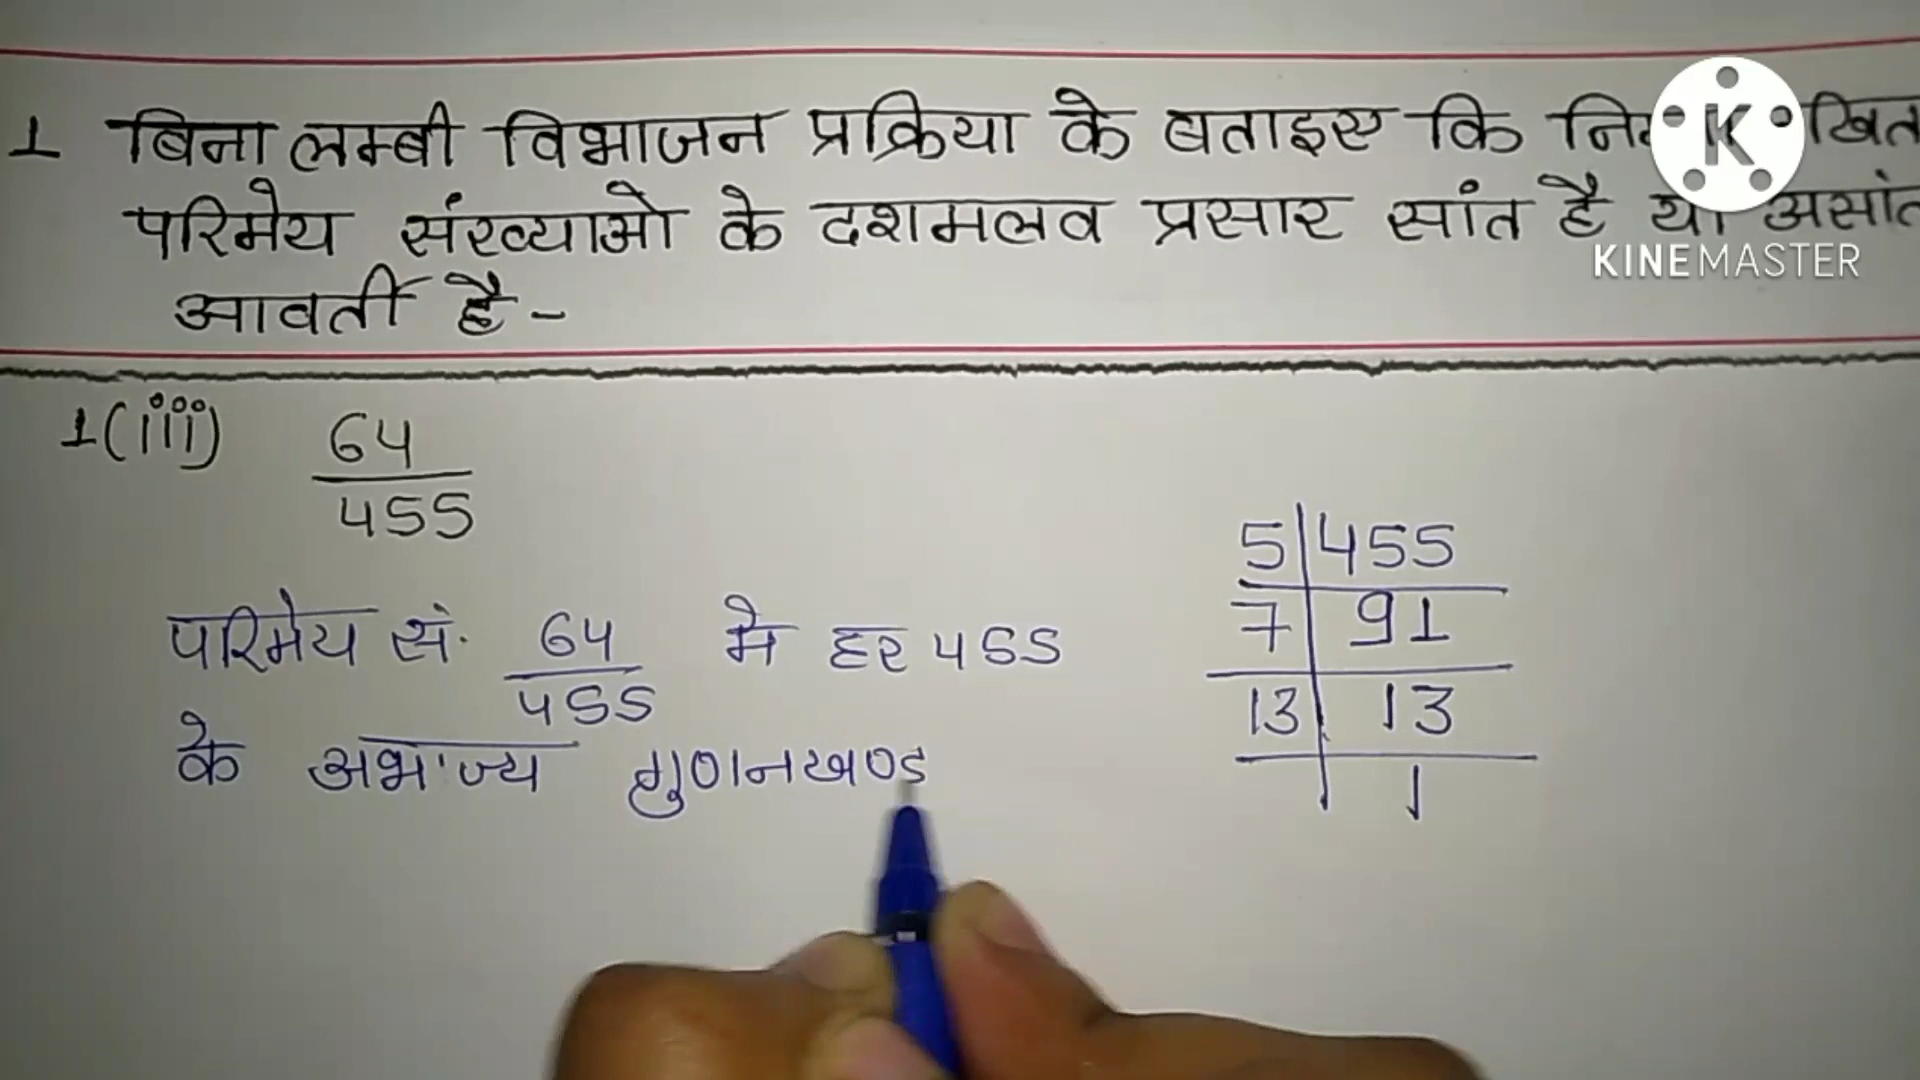 1 बिना लम्बी विभाजन प्रक्रिया के बताइए कि
परिमेय संख्याओ के दशमलव प्रसार सांत है या असांत
आवर्ती है -
K
KINEMASTER
1(iii) 64
455
परिमेय सं. 64 मे हर 455
455
के अभाज्य गुणनखण्ड
5 455
7 91
13 13
1